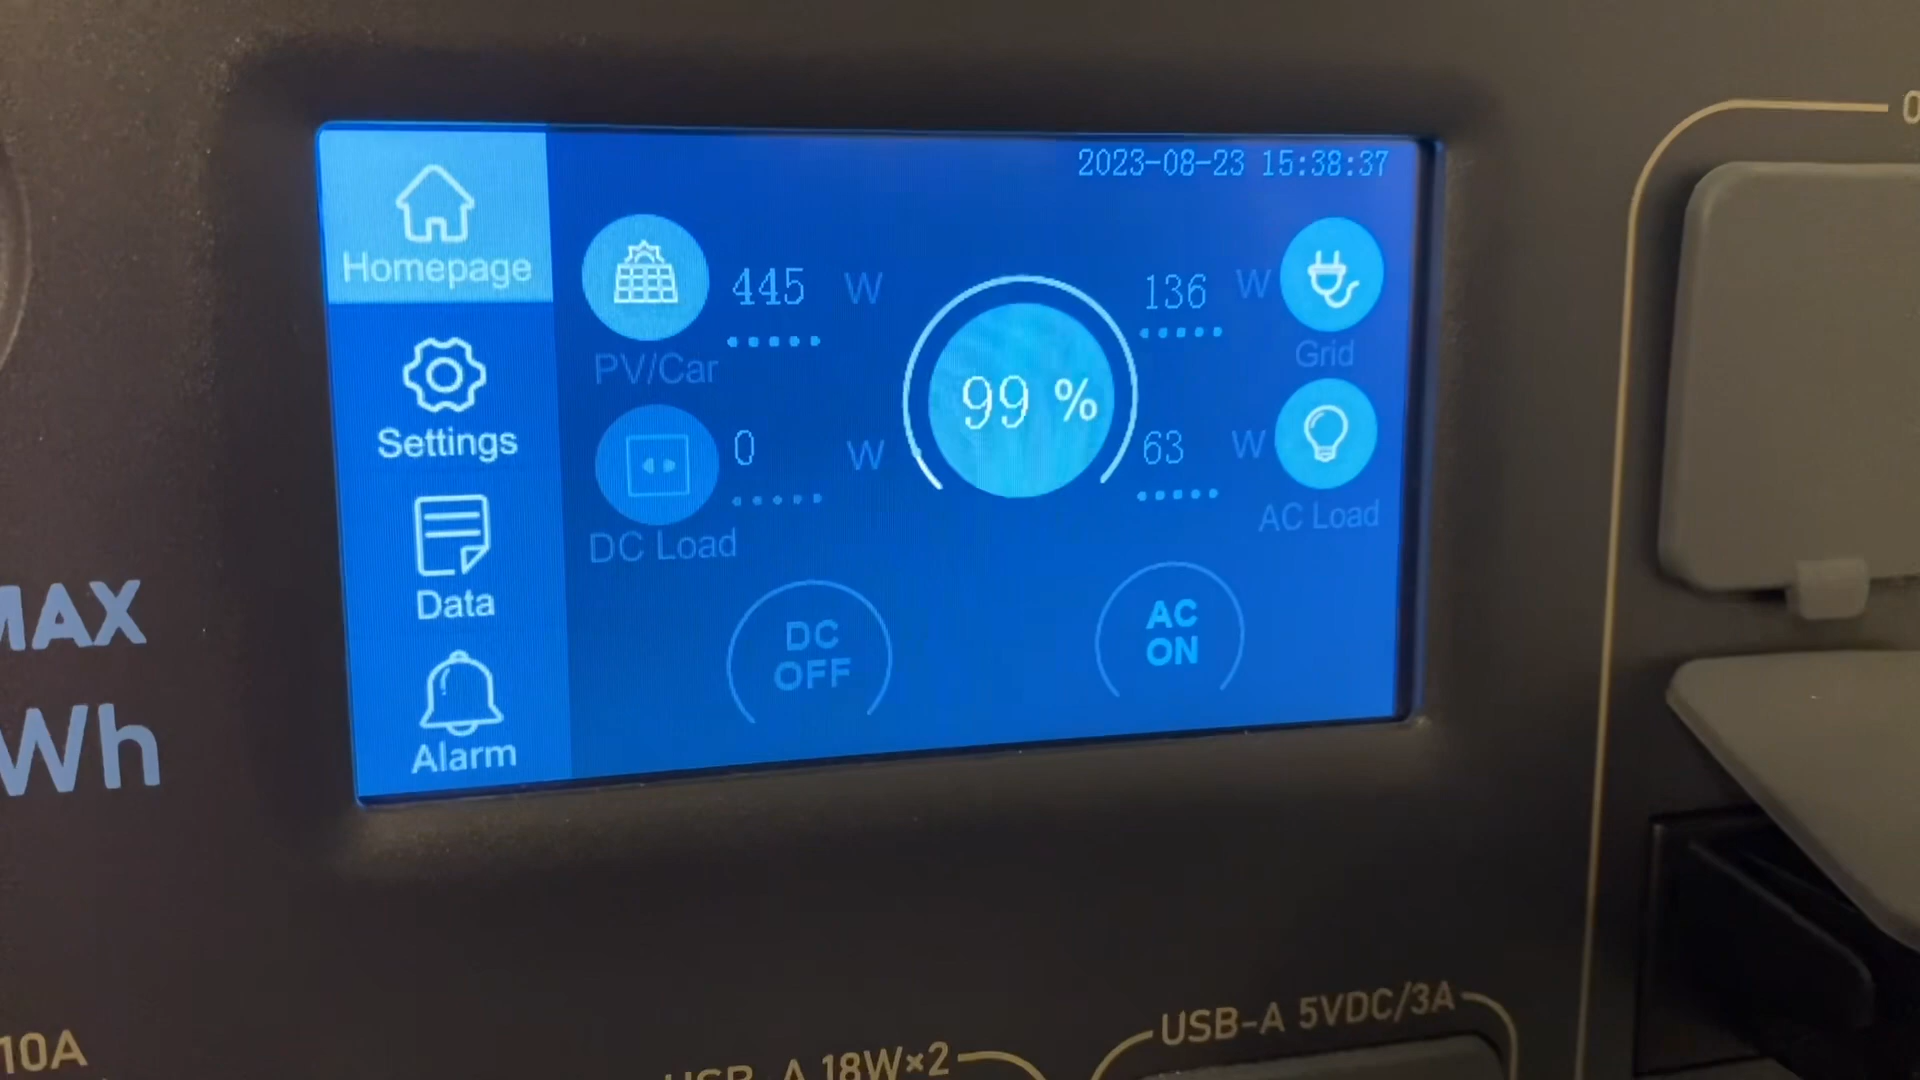 2023-08-23 15:38:37
Homepage
Settings
Data
Alarm
445 W
PV/Car
0 W
DC Load
99 %
136 W
Grid
63 W
AC Load
DC
OFF
AC
ON
MAX
Wh
10A
USB-A 18W×2
USB-A 5VDC/3A